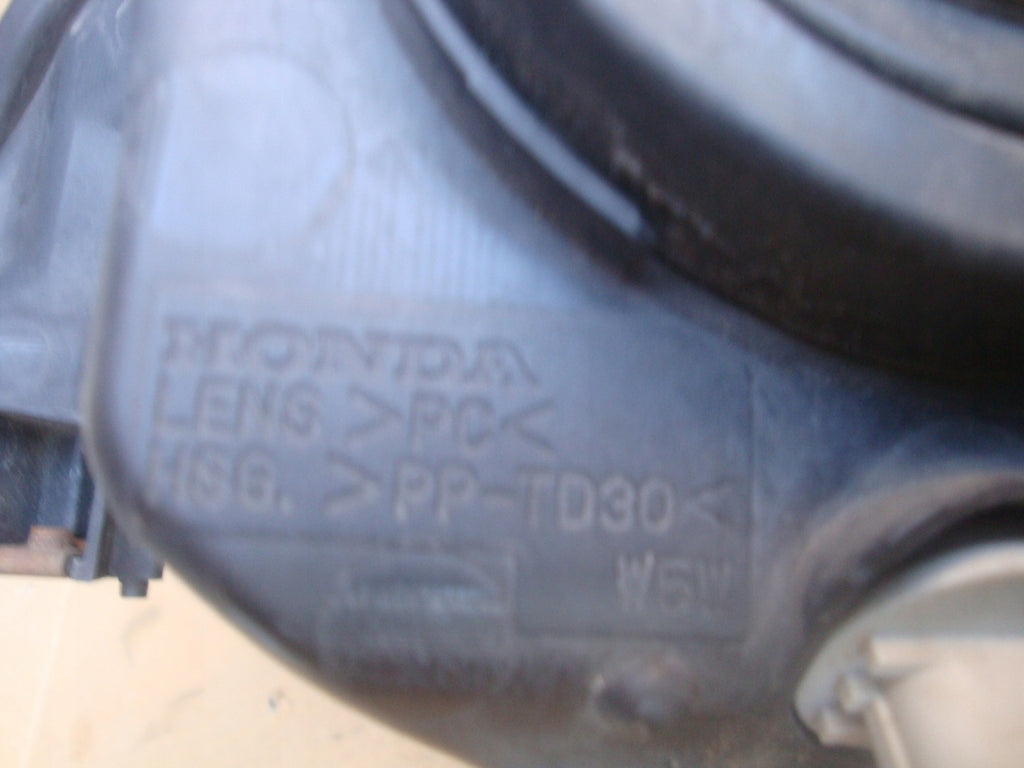 HONDA
LENS >PC<
HSG. >PP-TD30<
W5W